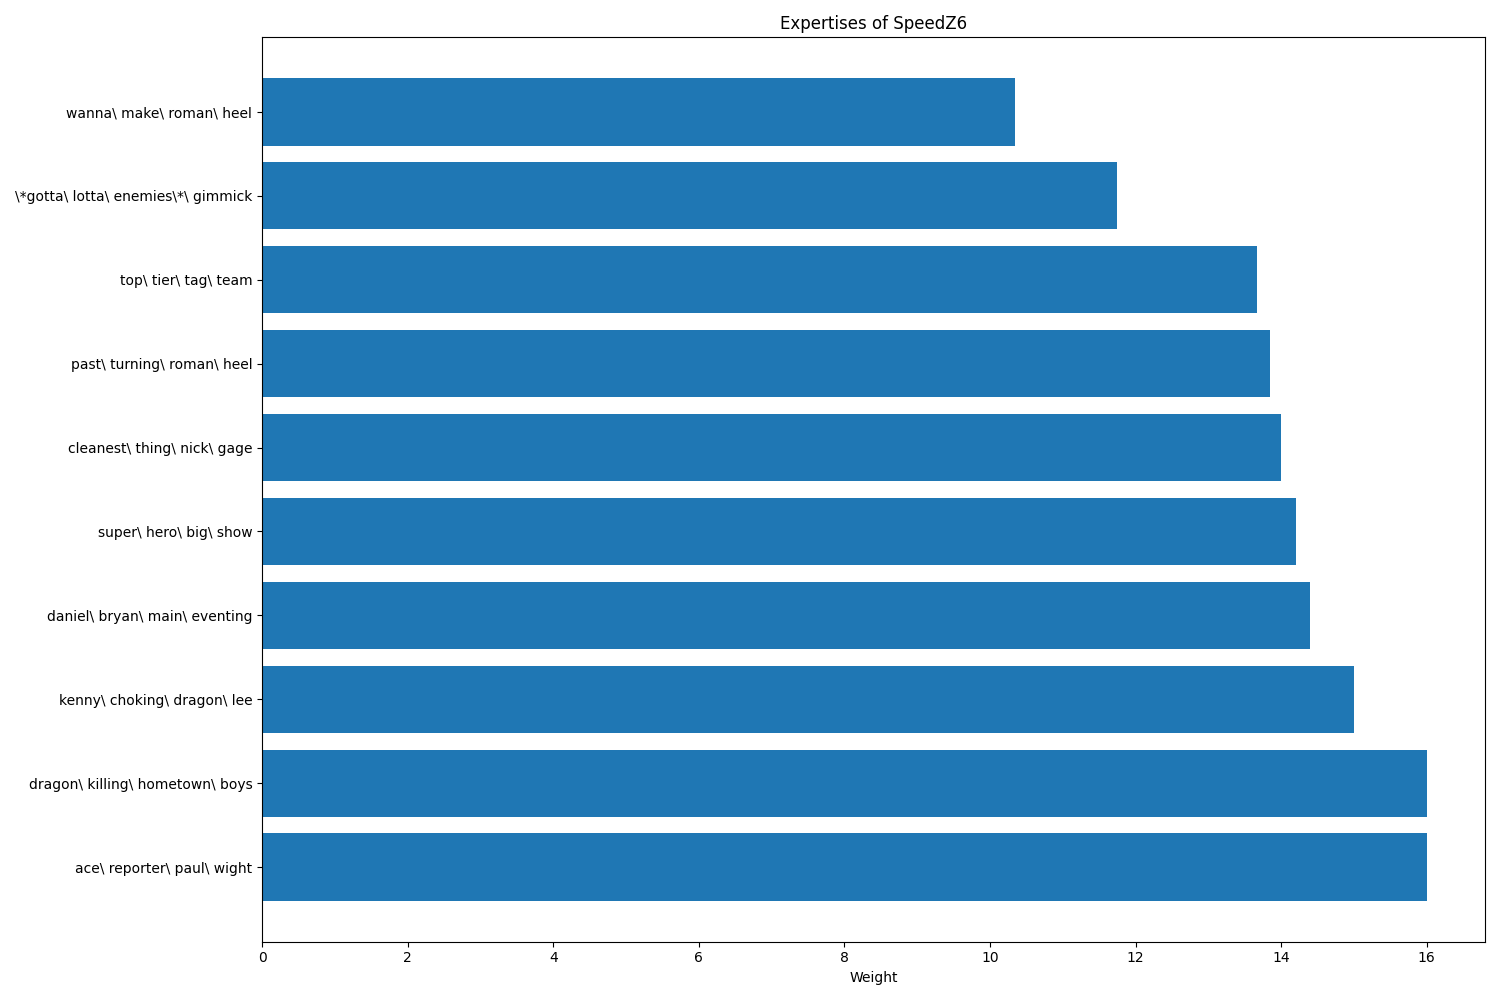 Expertises of SpeedZ6
wanna\ make\ roman\ heel
\*gotta\ lotta\ enemies\*\ gimmick
top\ tier\ tag\ team
past\ turning\ roman\ heel
cleanest\ thing\ nick\ gage
super\ hero\ big\ show
daniel\ bryan\ main\ eventing
kenny\ choking\ dragon\ lee
dragon\ killing\ hometown\ boys
ace\ reporter\ paul\ wight
0 2 4 6 8 10 12 14 16
Weight